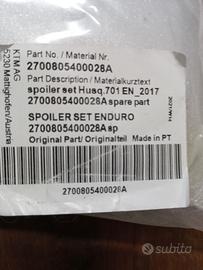 Part No. / Material Nr.
2700805400028A
Part Description / Materialkurztext
spoiler set Husq.701 EN_2017
2700805400028A spare part
SPOILER SET ENDURO
2700805400028A sp
Original Part/ Originalteil Made in PT
2700805400028A
KTM AG
5230 Mattighofen/Austria
subito